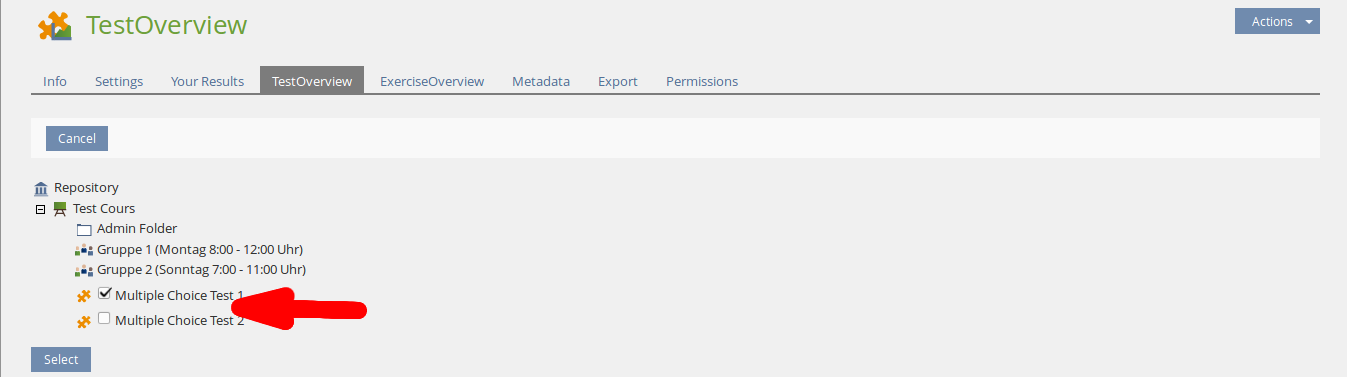 TestOverview
Actions
Info Settings Your Results TestOverview ExerciseOverview Metadata Export Permissions
Cancel
Repository
Test Cours
Admin Folder
Gruppe 1 (Montag 8:00 - 12:00 Uhr)
Gruppe 2 (Sonntag 7:00 - 11:00 Uhr)
Multiple Choice Test 1
Multiple Choice Test 2
Select